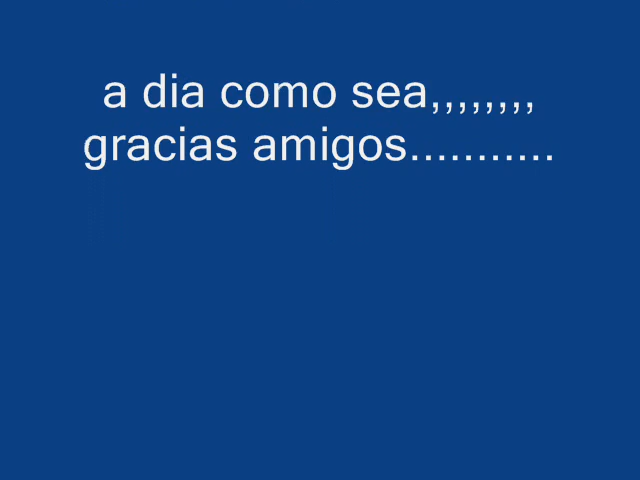 a dia como sea,,,,,,,,
gracias amigos...........